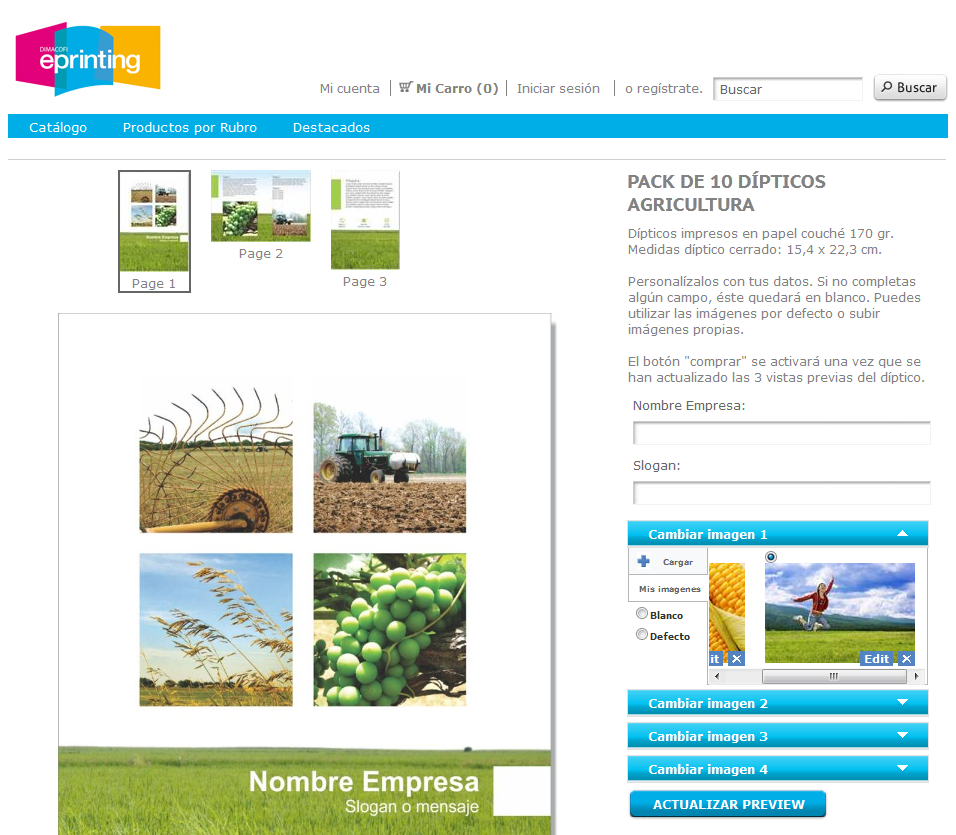 DIMACOFI
eprinting
Mi cuenta
Mi Carro (0)
Iniciar sesión
o regístrate.
Buscar
Buscar
Catálogo
Productos por Rubro
Destacados
Page 1
Page 2
Page 3
PACK DE 10 DÍPTICOS
AGRICULTURA
Dípticos impresos en papel couché 170 gr.
Medidas díptico cerrado: 15,4 x 22,3 cm.
Personalízalos con tus datos. Si no completas
algún campo, éste quedará en blanco. Puedes
utilizar las imágenes por defecto o subir
imágenes propias.
El botón "comprar" se activará una vez que se
han actualizado las 3 vistas previas del díptico.
Nombre Empresa:
Slogan:
Cambiar imagen 1
Cargar
Mis imagenes
Blanco
Defecto
it
Edit
Cambiar imagen 2
Cambiar imagen 3
Cambiar imagen 4
ACTUALIZAR PREVIEW
Nombre Empresa
Slogan o mensaje